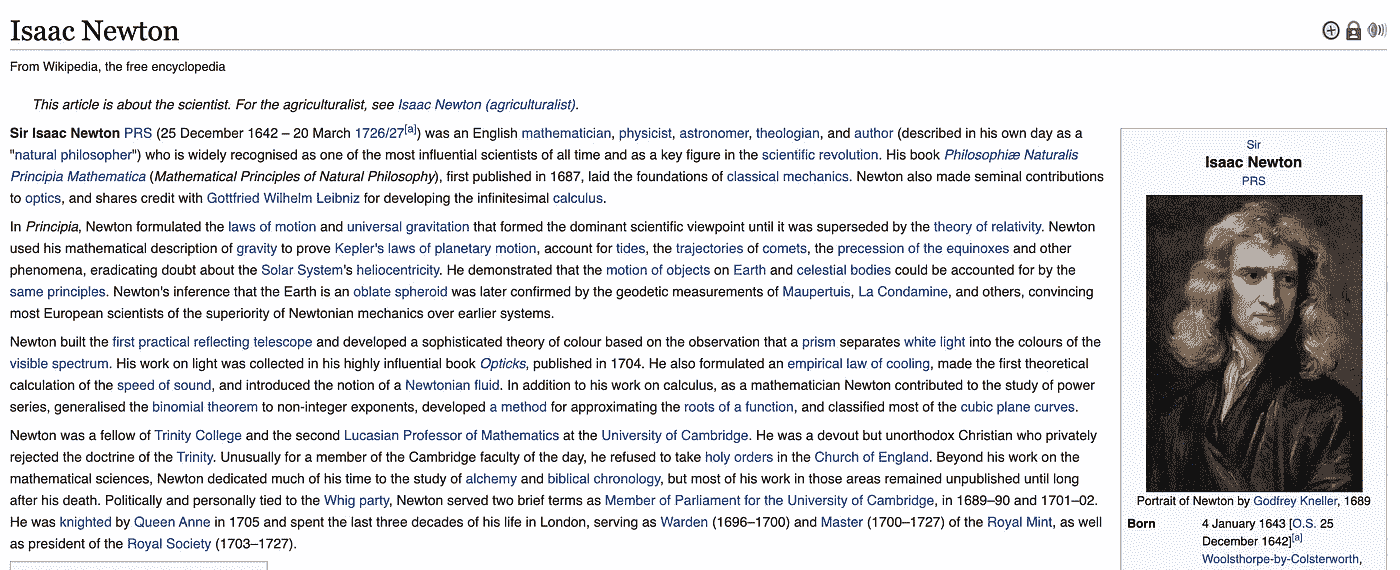 Isaac Newton
From Wikipedia, the free encyclopedia
This article is about the scientist. For the agriculturalist, see Isaac Newton (agriculturalist).
Sir Isaac Newton PRS (25 December 1642 – 20 March 1726/27[a]) was an English mathematician, physicist, astronomer, theologian, and author (described in his own day as a
"natural philosopher") who is widely recognised as one of the most influential scientists of all time and as a key figure in the scientific revolution. His book Philosophiæ Naturalis
Principia Mathematica (Mathematical Principles of Natural Philosophy), first published in 1687, laid the foundations of classical mechanics. Newton also made seminal contributions
to optics, and shares credit with Gottfried Wilhelm Leibniz for developing the infinitesimal calculus.
In Principia, Newton formulated the laws of motion and universal gravitation that formed the dominant scientific viewpoint until it was superseded by the theory of relativity. Newton
used his mathematical description of gravity to prove Kepler's laws of planetary motion, account for tides, the trajectories of comets, the precession of the equinoxes and other
phenomena, eradicating doubt about the Solar System's heliocentricity. He demonstrated that the motion of objects on Earth and celestial bodies could be accounted for by the
same principles. Newton's inference that the Earth is an oblate spheroid was later confirmed by the geodetic measurements of Maupertuis, La Condamine, and others, convincing
most European scientists of the superiority of Newtonian mechanics over earlier systems.
Newton built the first practical reflecting telescope and developed a sophisticated theory of colour based on the observation that a prism separates white light into the colours of the
visible spectrum. His work on light was collected in his highly influential book Opticks, published in 1704. He also formulated an empirical law of cooling, made the first theoretical
calculation of the speed of sound, and introduced the notion of a Newtonian fluid. In addition to his work on calculus, as a mathematician Newton contributed to the study of power
series, generalised the binomial theorem to non-integer exponents, developed a method for approximating the roots of a function, and classified most of the cubic plane curves.
Newton was a fellow of Trinity College and the second Lucasian Professor of Mathematics at the University of Cambridge. He was a devout but unorthodox Christian who privately
rejected the doctrine of the Trinity. Unusually for a member of the Cambridge faculty of the day, he refused to take holy orders in the Church of England. Beyond his work on the
mathematical sciences, Newton dedicated much of his time to the study of alchemy and biblical chronology, but most of his work in those areas remained unpublished until long
after his death. Politically and personally tied to the Whig party, Newton served two brief terms as Member of Parliament for the University of Cambridge, in 1689–90 and 1701–02.
He was knighted by Queen Anne in 1705 and spent the last three decades of his life in London, serving as Warden (1696–1700) and Master (1700–1727) of the Royal Mint, as well
as president of the Royal Society (1703–1727).
Sir
Isaac Newton
PRS
Portrait of Newton by Godfrey Kneller, 1689
Born 4 January 1643 [O.S. 25
December 1642][a]
Woolsthorpe-by-Colsterworth,